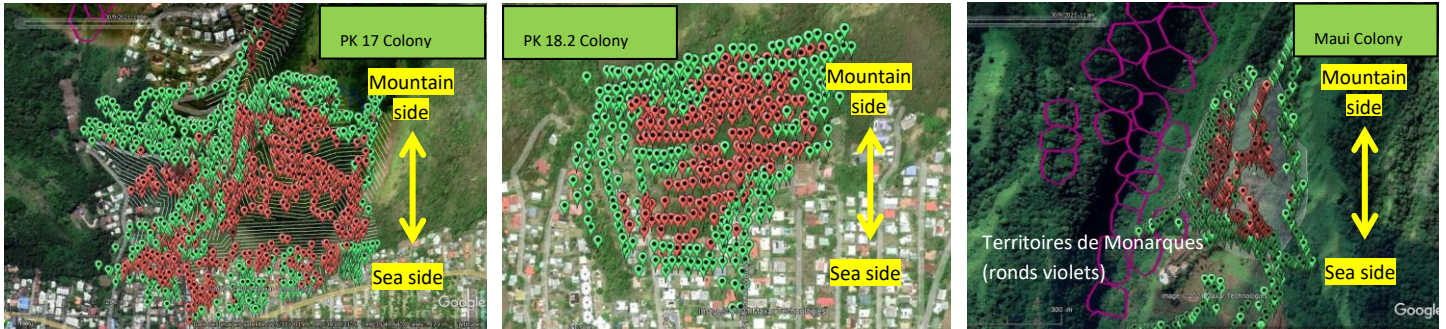 PK 17 Colony
Mountain
side
Sea side
Google
PK 18.2 Colony
Mountain
side
Sea side
Maui Colony
Mountain
side
Territoires de Monarques
(ronds violets)
Sea side
300 m
Google